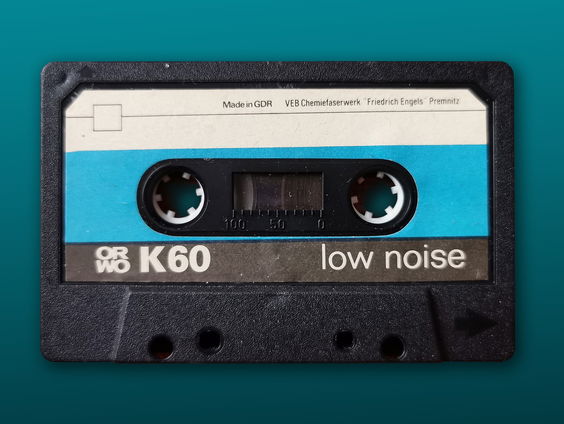 Made in GDR VEB Chemiefaserwerk "Friedrich Engels" Premnitz
100 50 0
ORWO K60 low noise